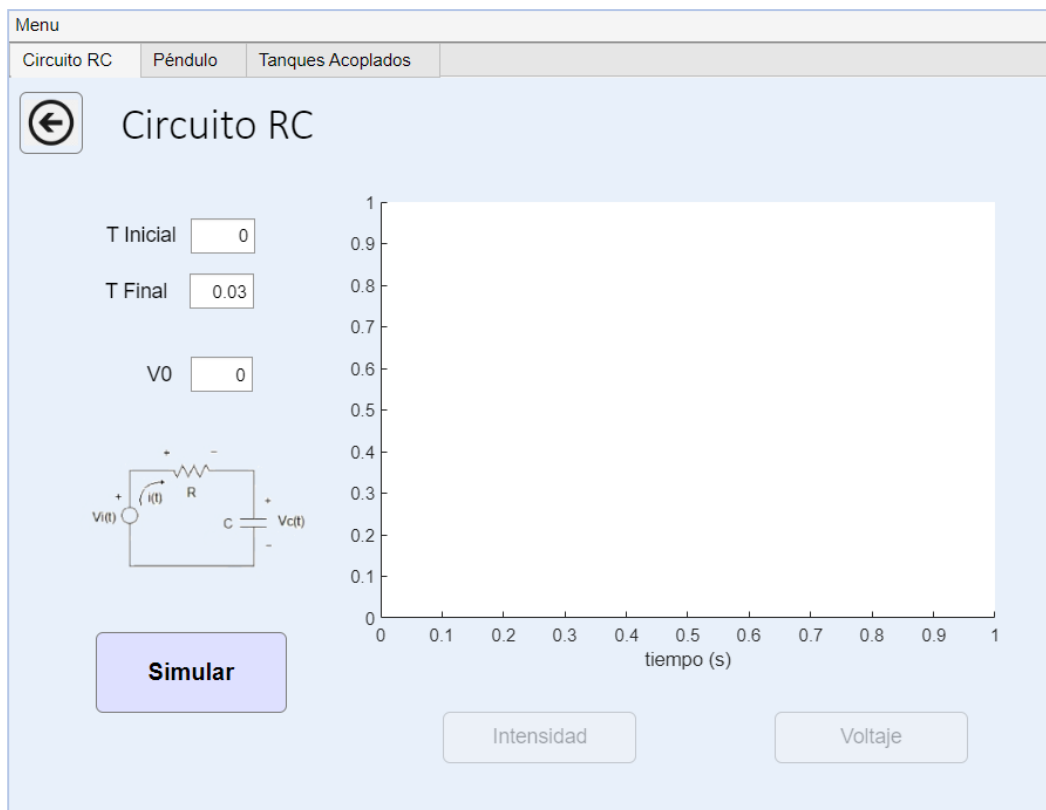 Menu
Circuito RC Péndulo Tanques Acoplados
Circuito RC
T Inicial 0
T Final 0.03
V0 0
+ −
R
i(t)
+
Vi(t)
C
+
Vc(t)
−
Simular
1
0.9
0.8
0.7
0.6
0.5
0.4
0.3
0.2
0.1
0
0 0.1 0.2 0.3 0.4 0.5 0.6 0.7 0.8 0.9 1
tiempo (s)
Intensidad Voltaje